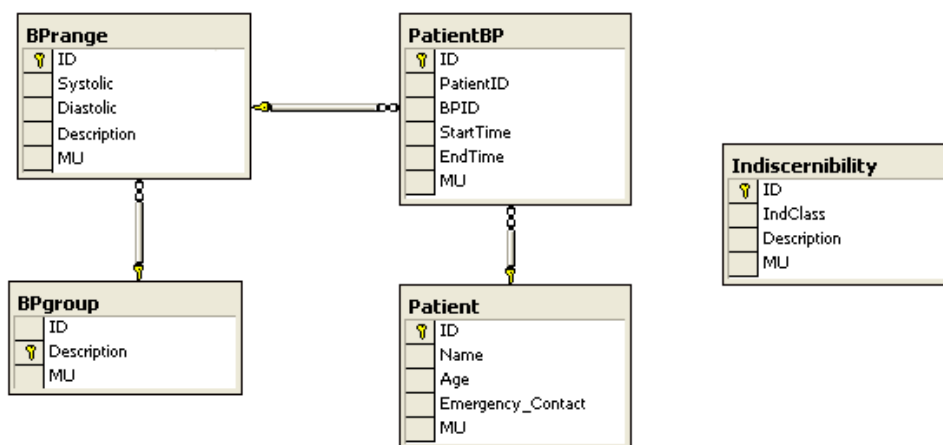 BPrange
ID
Systolic
Diastolic
Description
MU
PatientBP
ID
PatientID
BPID
StartTime
EndTime
MU
Indiscernibility
ID
IndClass
Description
MU
BPgroup
ID
Description
MU
Patient
ID
Name
Age
Emergency_Contact
MU